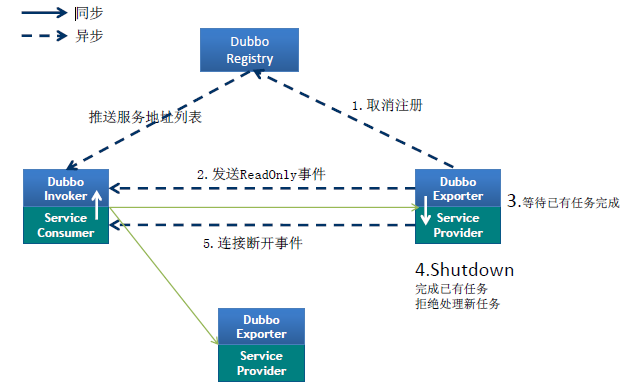 同步
异步
Dubbo
Registry
推送服务地址列表
1. 取消注册
Dubbo
Invoker
Service
Consumer
2. 发送ReadOnly事件
Dubbo
Exporter
Service
Provider
3.等待已有任务完成
5. 连接断开事件
4.Shutdown
完成已有任务
拒绝处理新任务
Dubbo
Exporter
Service
Provider